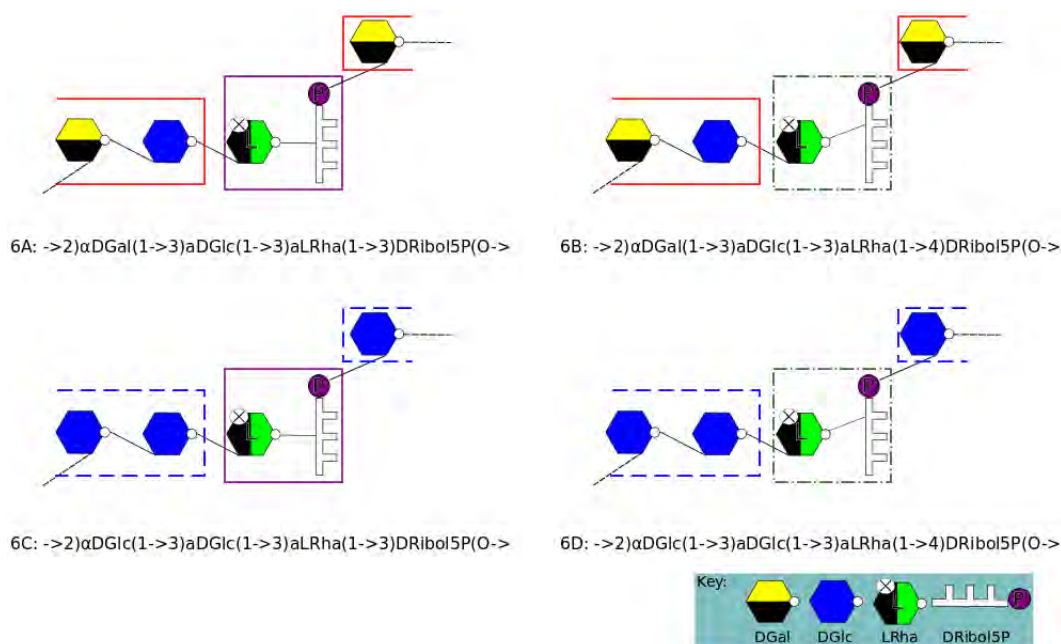 P
P
L
L
6A: ->2)αDGal(1->3)aDGlc(1->3)aLRha(1->3)DRibol5P(O->
6B: ->2)αDGal(1->3)aDGlc(1->3)aLRha(1->4)DRibol5P(O->
P
P
L
L
6C: ->2)αDGlc(1->3)aDGlc(1->3)aLRha(1->3)DRibol5P(O->
6D: ->2)αDGlc(1->3)aDGlc(1->3)aLRha(1->4)DRibol5P(O->
Key:
L
P
DGal DGlc LRha DRibol5P